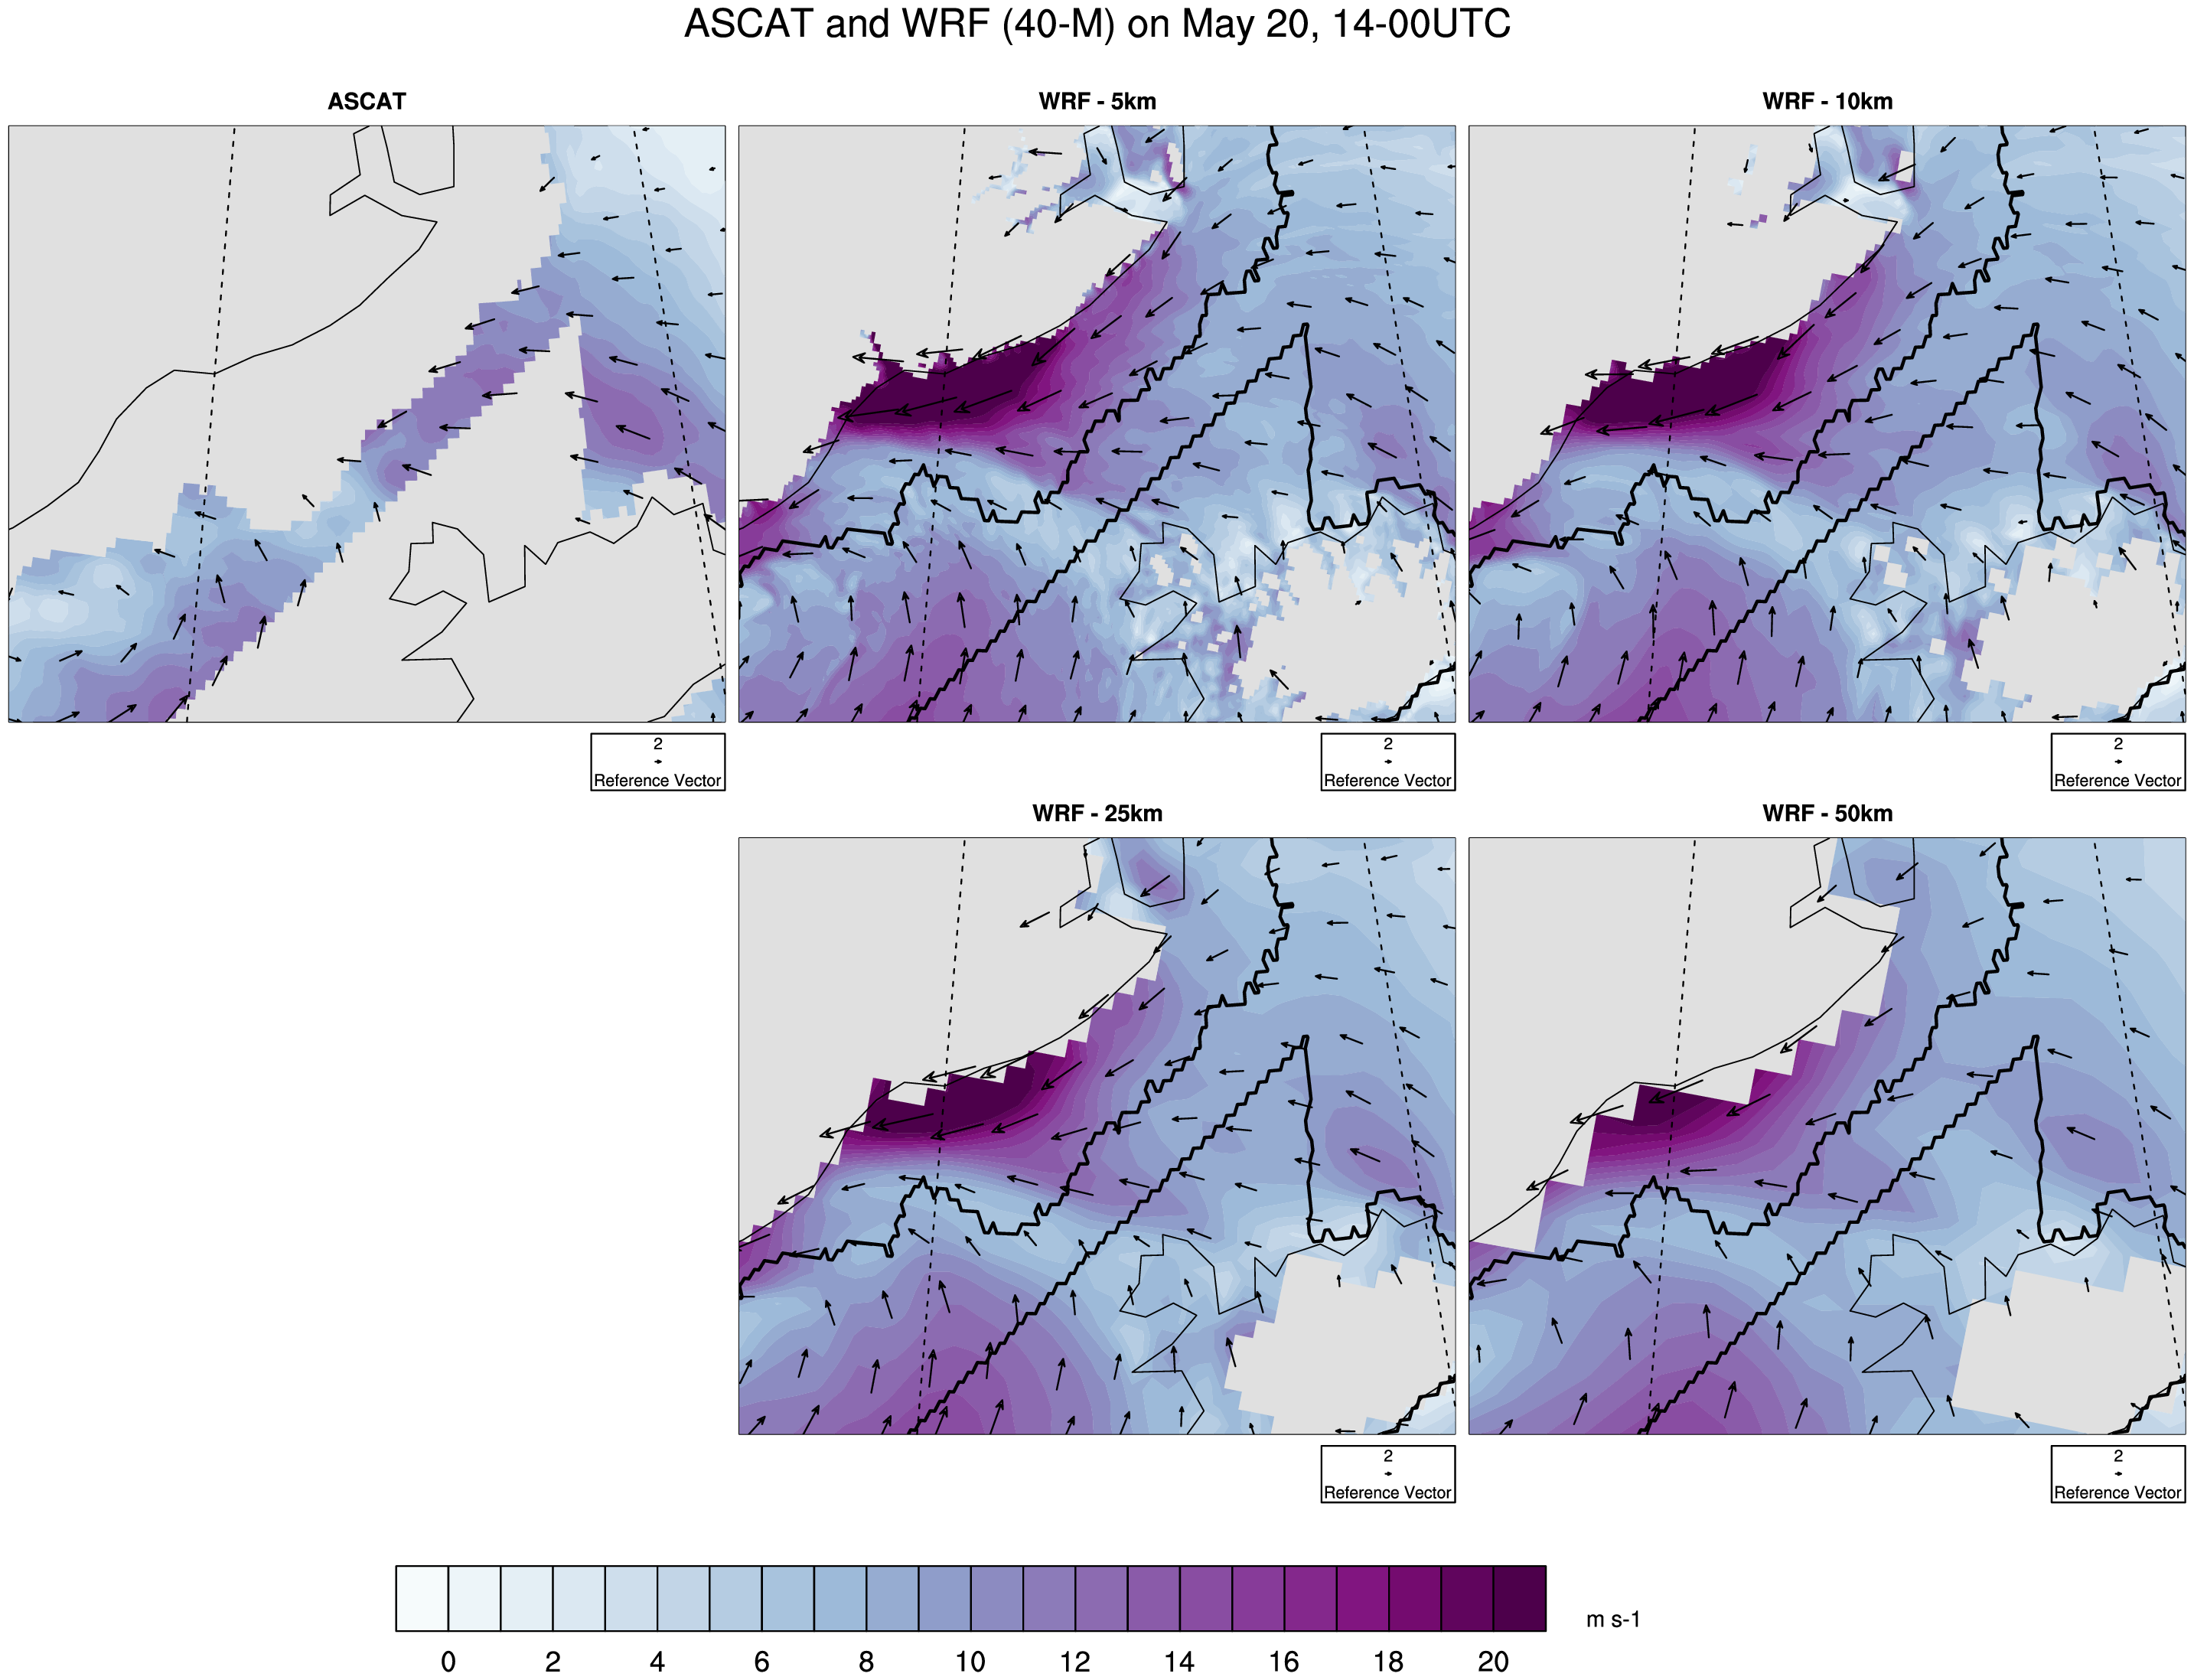 ASCAT and WRF (40-M) on May 20, 14-00UTC
ASCAT
WRF - 5km
WRF - 10km
2
Reference Vector
2
Reference Vector
2
Reference Vector
WRF - 25km
WRF - 50km
2
Reference Vector
2
Reference Vector
m s-1
0 2 4 6 8 10 12 14 16 18 20